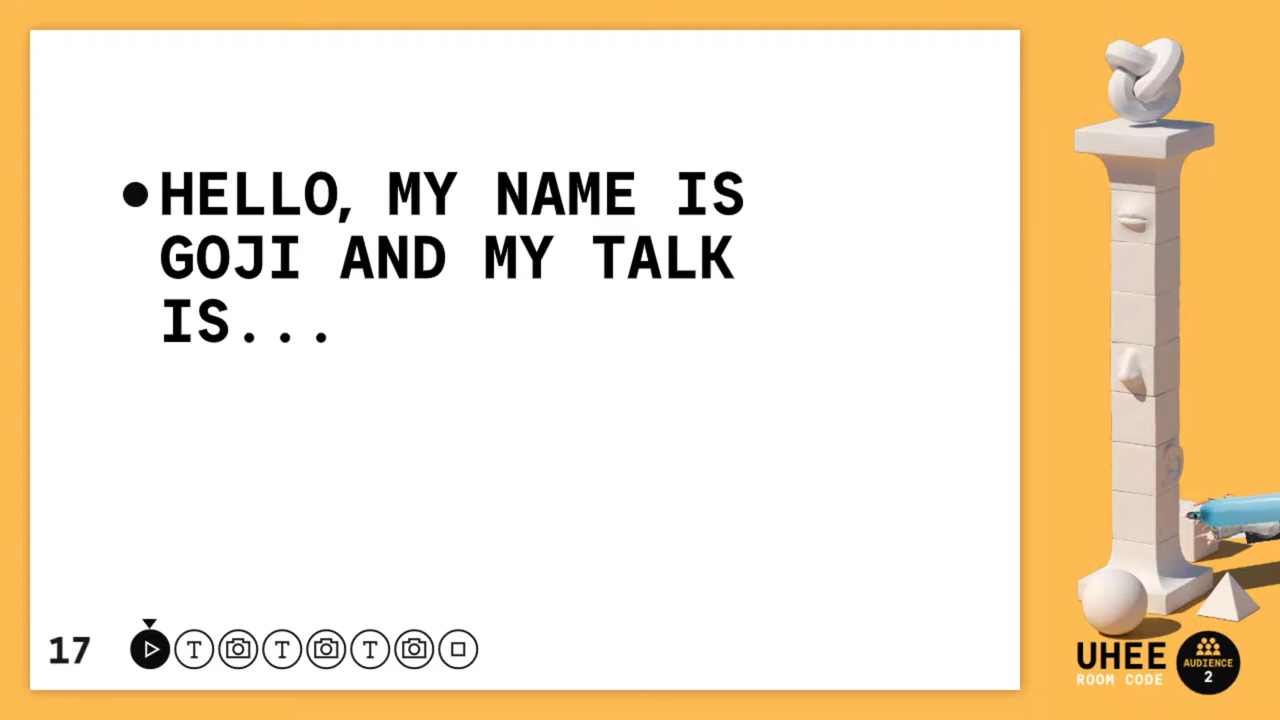 HELLO, MY NAME IS
GOJI AND MY TALK
IS...
17
T
T
T
UHEE
ROOM CODE
AUDIENCE
2